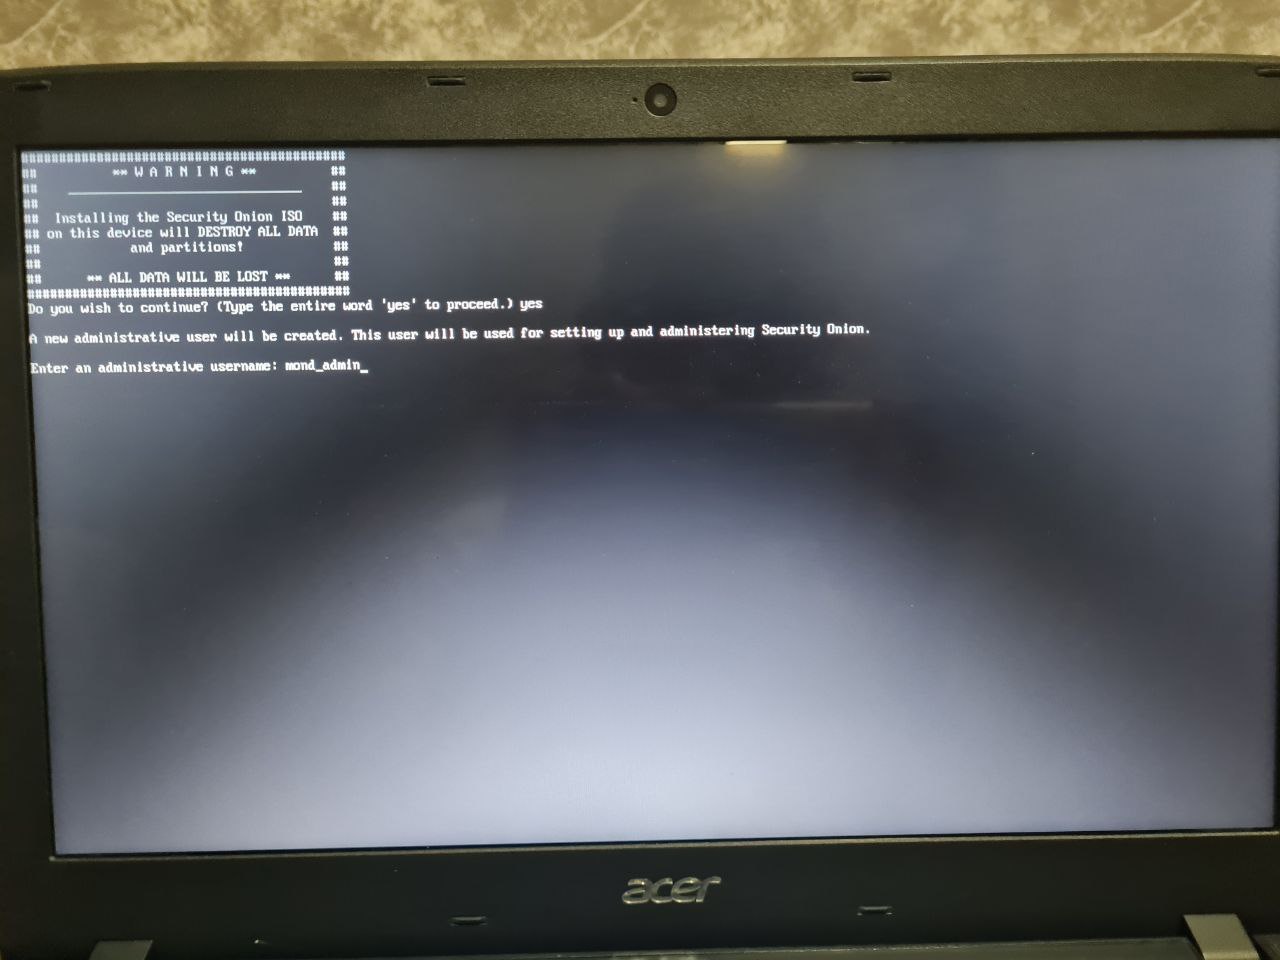 ###########################################
## ** W A R N I N G ** ##
## _______________________________ ##
## ##
## Installing the Security Onion ISO ##
## on this device will DESTROY ALL DATA ##
## and partitions! ##
## ##
## ** ALL DATA WILL BE LOST ** ##
###########################################
Do you wish to continue? (Type the entire word 'yes' to proceed.) yes
A new administrative user will be created. This user will be used for setting up and administering Security Onion.
Enter an administrative username: mond_admin_
acer